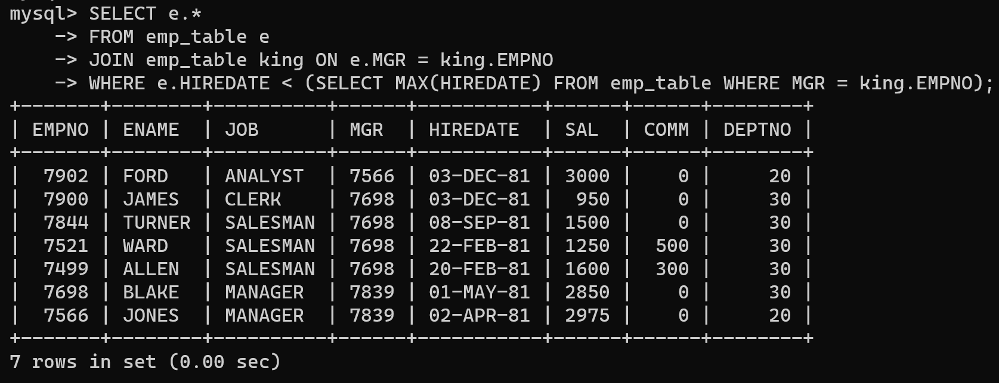 mysql> SELECT e.*
    -> FROM emp_table e
    -> JOIN emp_table king ON e.MGR = king.EMPNO
    -> WHERE e.HIREDATE < (SELECT MAX(HIREDATE) FROM emp_table WHERE MGR = king.EMPNO);
+-------+--------+----------+------+-----------+------+------+--------+
| EMPNO | ENAME  | JOB      | MGR  | HIREDATE  | SAL  | COMM | DEPTNO |
+-------+--------+----------+------+-----------+------+------+--------+
|  7902 | FORD   | ANALYST  | 7566 | 03-DEC-81 | 3000 |    0 |     20 |
|  7900 | JAMES  | CLERK    | 7698 | 03-DEC-81 |  950 |    0 |     30 |
|  7844 | TURNER | SALESMAN | 7698 | 08-SEP-81 | 1500 |    0 |     30 |
|  7521 | WARD   | SALESMAN | 7698 | 22-FEB-81 | 1250 |  500 |     30 |
|  7499 | ALLEN  | SALESMAN | 7698 | 20-FEB-81 | 1600 |  300 |     30 |
|  7698 | BLAKE  | MANAGER  | 7839 | 01-MAY-81 | 2850 |    0 |     30 |
|  7566 | JONES  | MANAGER  | 7839 | 02-APR-81 | 2975 |    0 |     20 |
+-------+--------+----------+------+-----------+------+------+--------+
7 rows in set (0.00 sec)